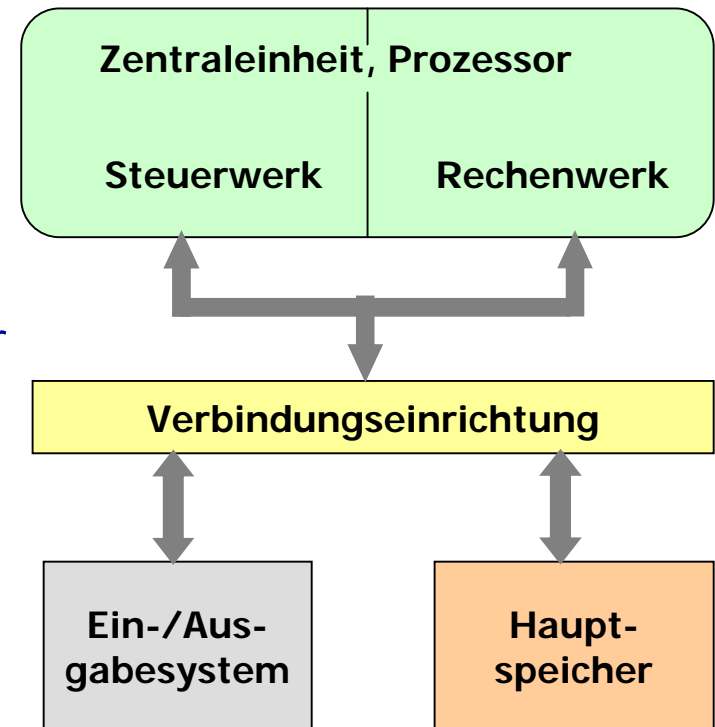 Zentraleinheit, Prozessor
Steuerwerk Rechenwerk
Verbindungseinrichtung
Ein-/Aus-
gabesystem
Haupt-
speicher